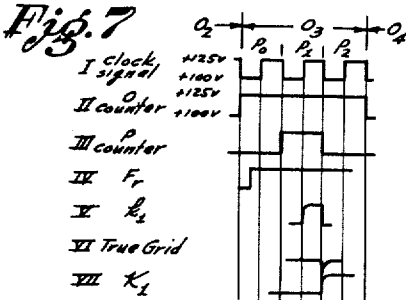 Fig. 7
O2 O3 O4
P0 P1 P2
I clock signal +125v +100v
II O counter +125v +100v
III P counter
IV Fr
V k1
VI True Grid
VII K1